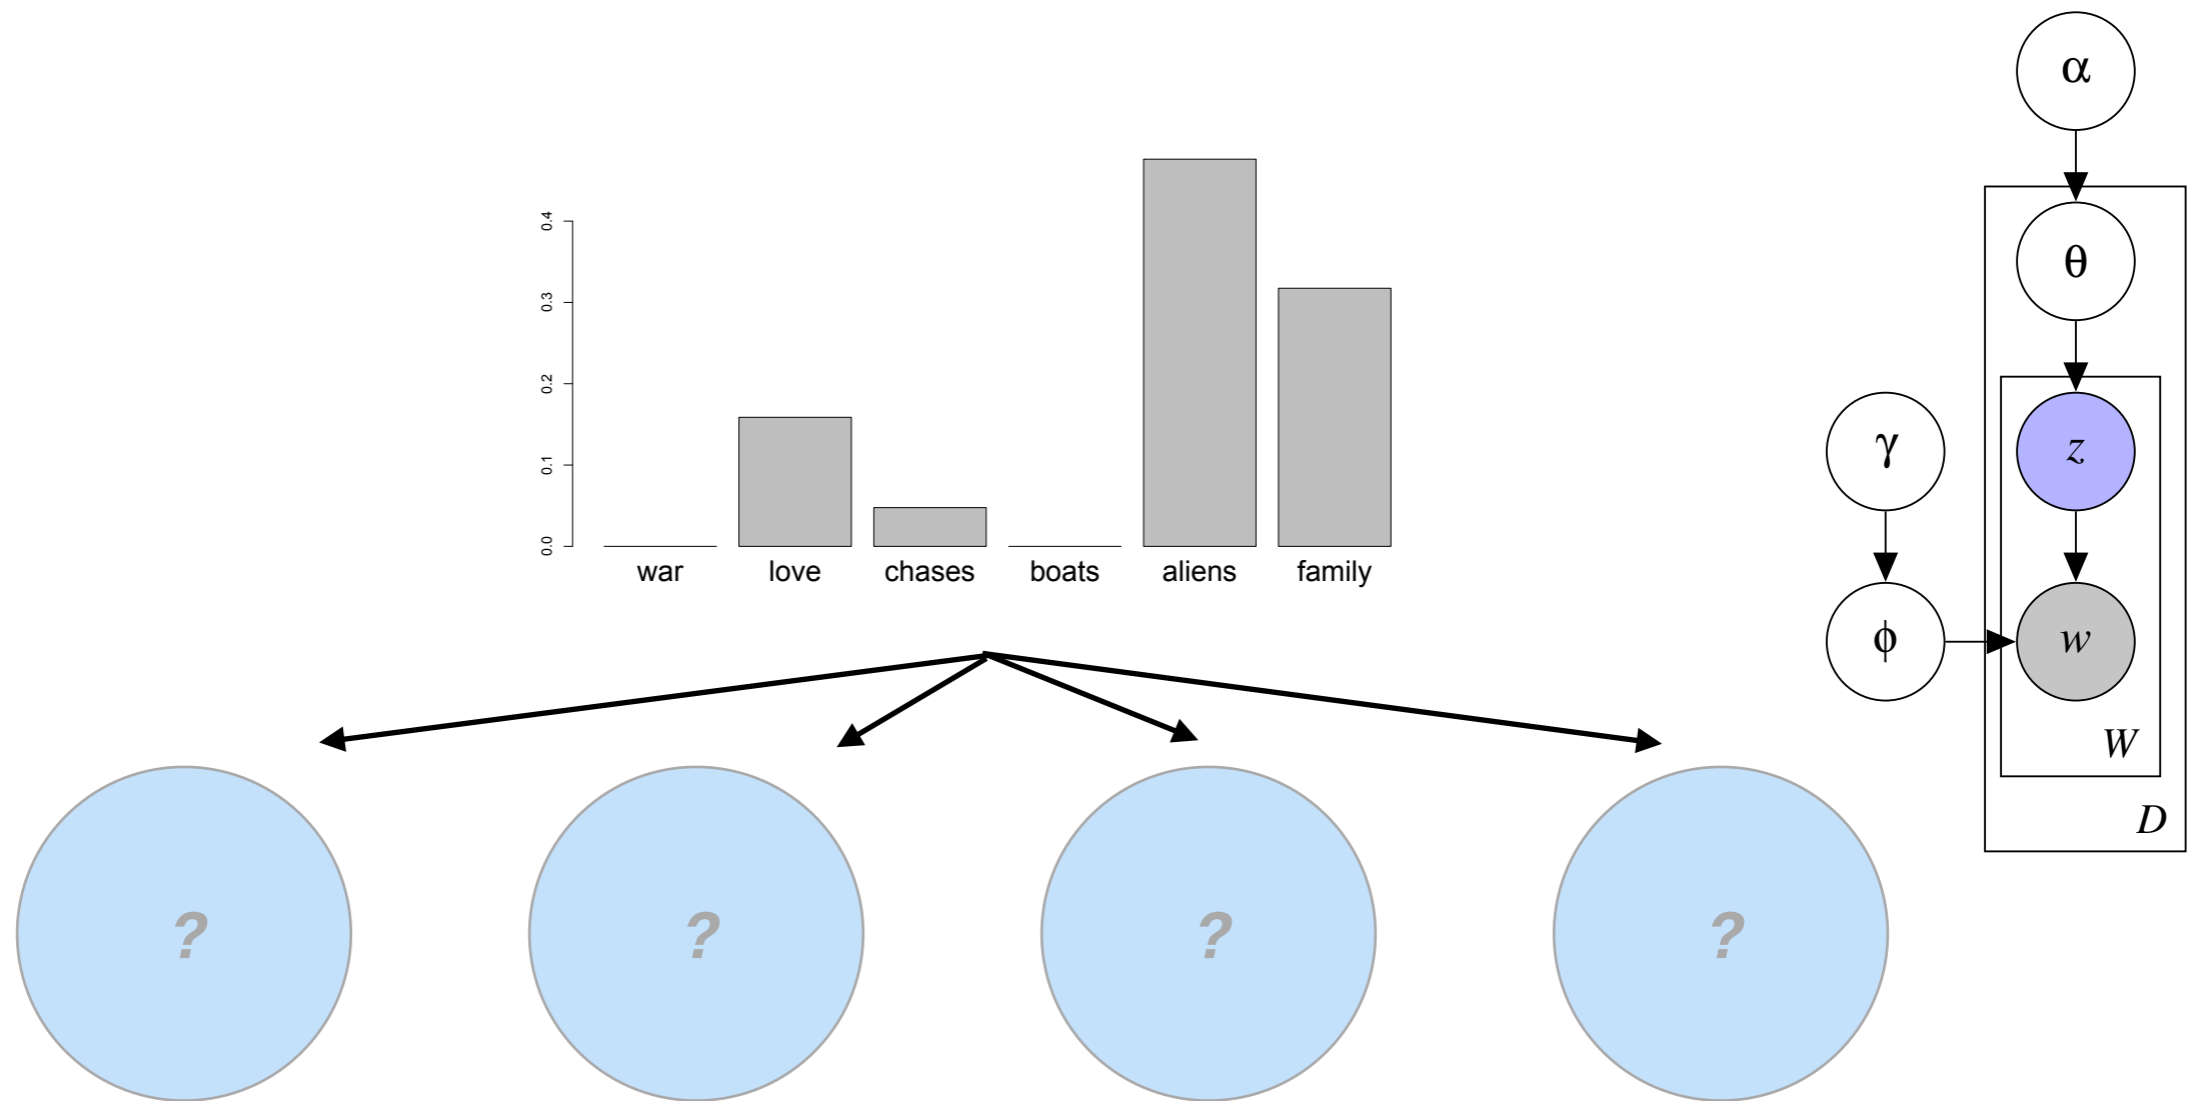 0.0 0.1 0.2 0.3 0.4
war love chases boats aliens family
? ? ? ?
α
θ
γ z
ϕ w
W
D